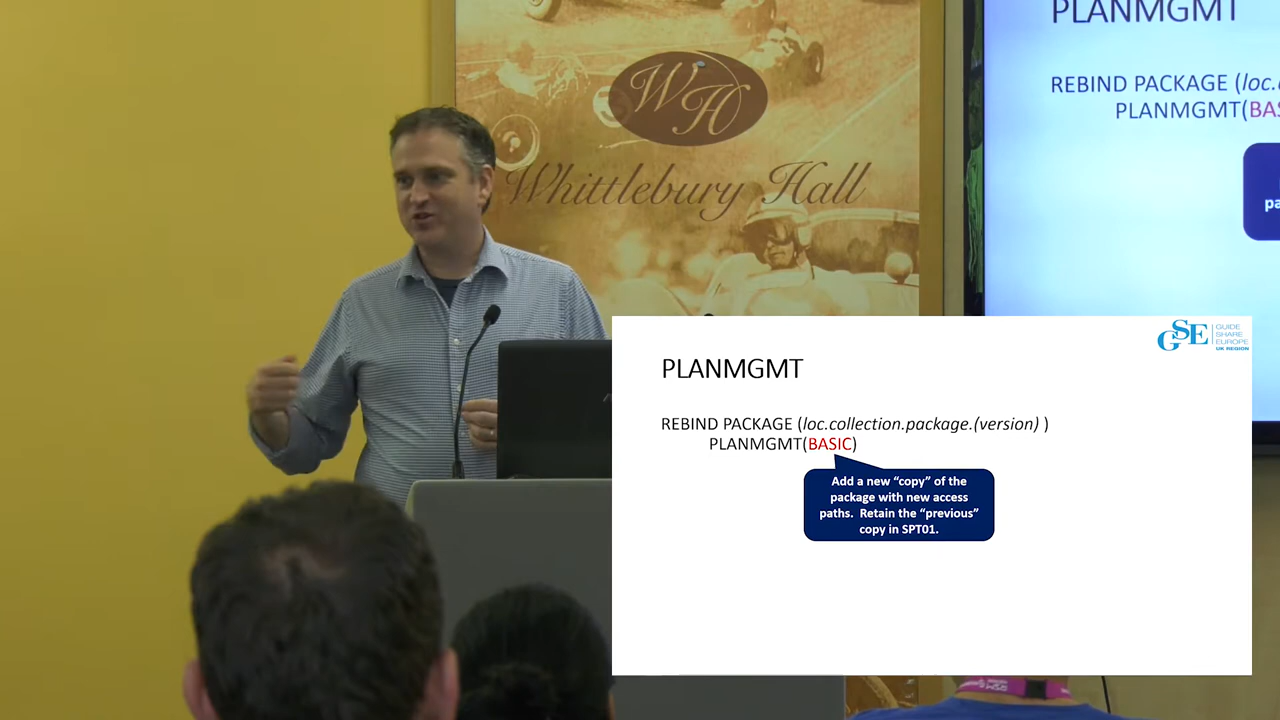 WH
Whittlebury Hall
PLANMGMT
REBIND PACKAGE (loc.
PLANMGMT(BAS
pa
GSE
GUIDE
SHARE
EUROPE
UK REGION
PLANMGMT
REBIND PACKAGE (loc.collection.package.(version) )
PLANMGMT(BASIC)
Add a new “copy” of the
package with new access
paths. Retain the “previous”
copy in SPT01.